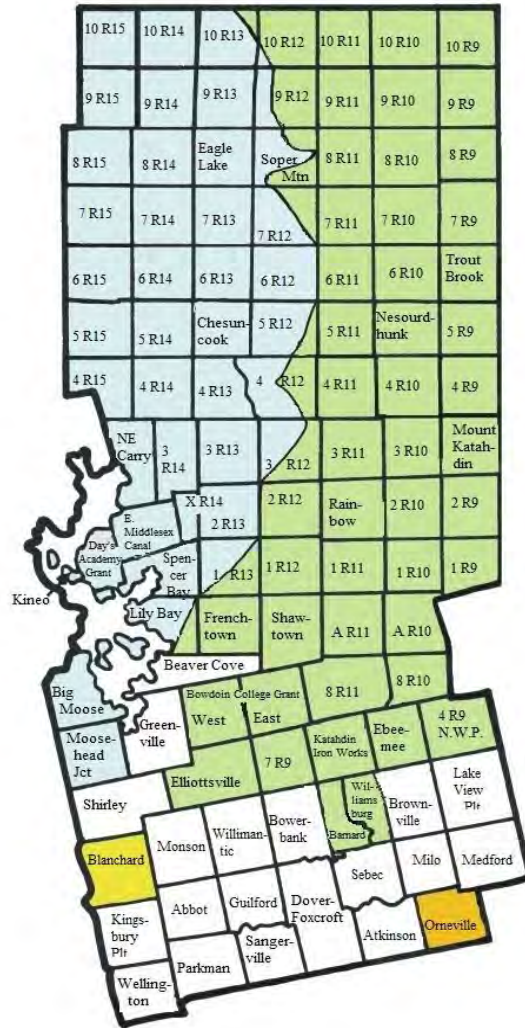 10 R15 10 R14 10 R13 10 R12 10 R11 10 R10 10 R9
9 R15 9 R14 9 R13 9 R12 9 R11 9 R10 9 R9
8 R15 8 R14 Eagle Lake Soper Mtn 8 R11 8 R10 8 R9
7 R15 7 R14 7 R13 7 R12 7 R11 7 R10 7 R9
6 R15 6 R14 6 R13 6 R12 6 R11 6 R10 Trout Brook
5 R15 5 R14 Chesun-
cook
5 R12 5 R11 Nesourd-
hunk
5 R9
4 R15 4 R14 4 R13 4 R12 4 R11 4 R10 4 R9
NE
Carry
3
R14
3 R13 3 R12 3 R11 3 R10 Mount
Katah-
din
X R14
2 R13 2 R12 Rain-
bow
2 R10 2 R9
E.
Middlesex
Canal
Day's
Academy
Grant
Kineo
Spen-
cer
Bay
1 R13 1 R12 1 R11 1 R10 1 R9
Lily Bay French-
town
Shaw-
town
A R11 A R10
Beaver Cove
Big
Moose
Green-
ville
Bowdoin College Grant
West East
8 R11 8 R10
Moose-
head
Jct
Elliottsville 7 R9 Katahdin
Iron Works
Ebee-
mee
4 R9
N.W.P.
Shirley
Monson Williman-
tic
Bower-
bank
Barnard
Wil-
liams
burg
Brown-
ville
Lake
View
Plt
Blanchard
Abbot Guilford Dover-
Foxcroft
Sebec Milo Medford
Kings-
bury
Plt
Parkman Sanger-
ville
Atkinson Orneville
Welling-
ton